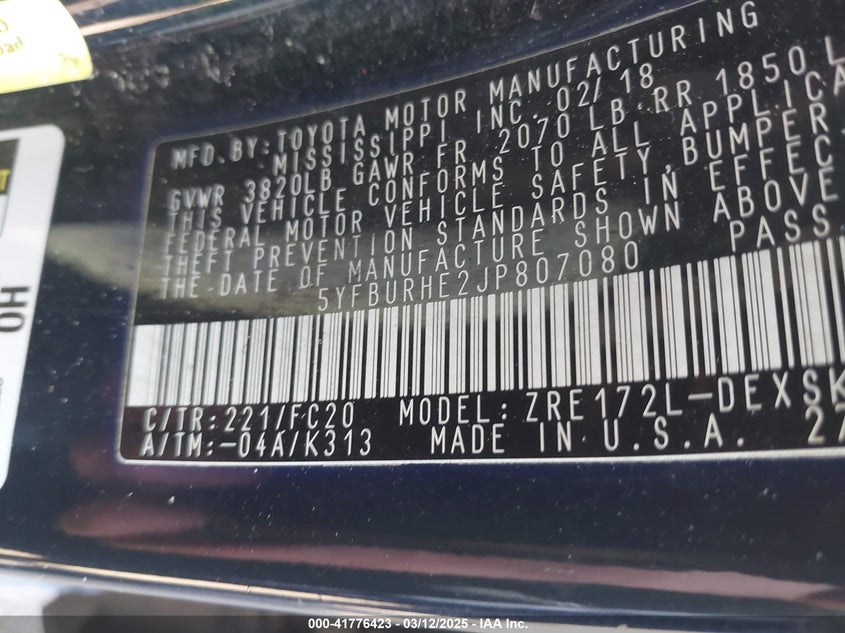 MFD. BY: TOYOTA MOTOR MANUFACTURING
MISSISSIPPI INC. 02/18
GVWR 3820LB GAWR FR 2070 LB RR 1850 L
THIS VEHICLE CONFORMS TO ALL APPLICA
FEDERAL MOTOR VEHICLE SAFETY, BUMPER,
THEFT PREVENTION STANDARDS IN EFFEC
THE DATE OF MANUFACTURE SHOWN ABOVE
5YFBURHE2JP807080 PASS
C/TR:221/FC20 MODEL: ZRE172L-DEXSK
A/TM:-04A/K313 MADE IN U.S.A. 27
HO
000-41776423 — 03/12/2025 — IAA Inc.